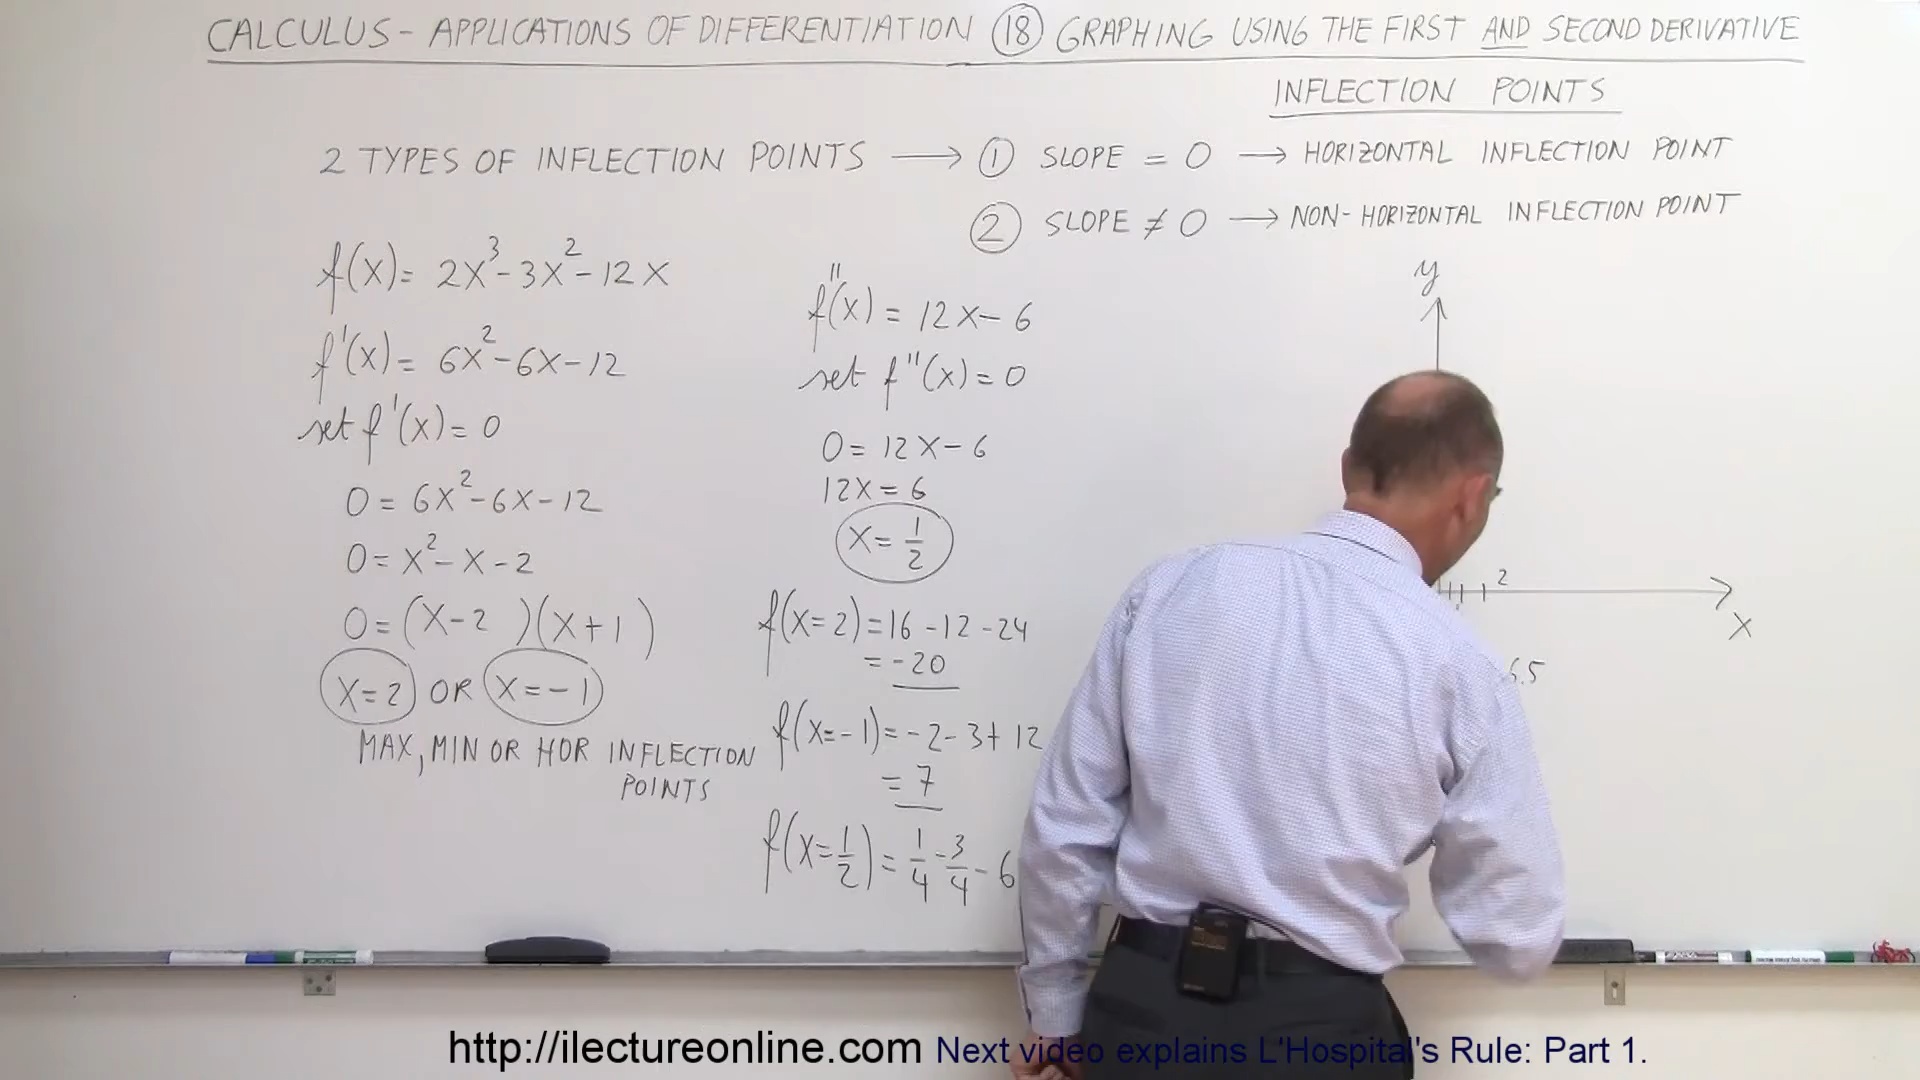 CALCULUS - APPLICATIONS OF DIFFERENTIATION (18) GRAPHING USING THE FIRST AND SECOND DERIVATIVE
INFLECTION POINTS
2 TYPES OF INFLECTION POINTS → ① SLOPE = 0 → HORIZONTAL INFLECTION POINT
② SLOPE ≠ 0 → NON-HORIZONTAL INFLECTION POINT
f(x) = 2x³ - 3x² - 12x
f'(x) = 6x² - 6x - 12
set f'(x) = 0
0 = 6x² - 6x - 12
0 = x² - x - 2
0 = (x - 2 )(x + 1 )
x = 2 OR x = -1
MAX, MIN OR HOR INFLECTION
POINTS
f''(x) = 12x - 6
set f''(x) = 0
0 = 12x - 6
12x = 6
x = 1/2
f(x=2) = 16 - 12 - 24
= -20
f(x=-1) = -2 - 3 + 12
= 7
f(x=1/2) = 1/4 - 3/4 - 6
y
2
x
6.5
http://ilectureonline.com Next video explains L'Hospital's Rule: Part 1.